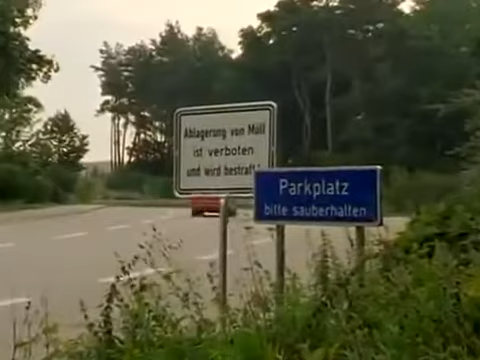 Ablagerung von Müll
ist verboten
und wird bestraft!
Parkplatz
bitte sauberhalten